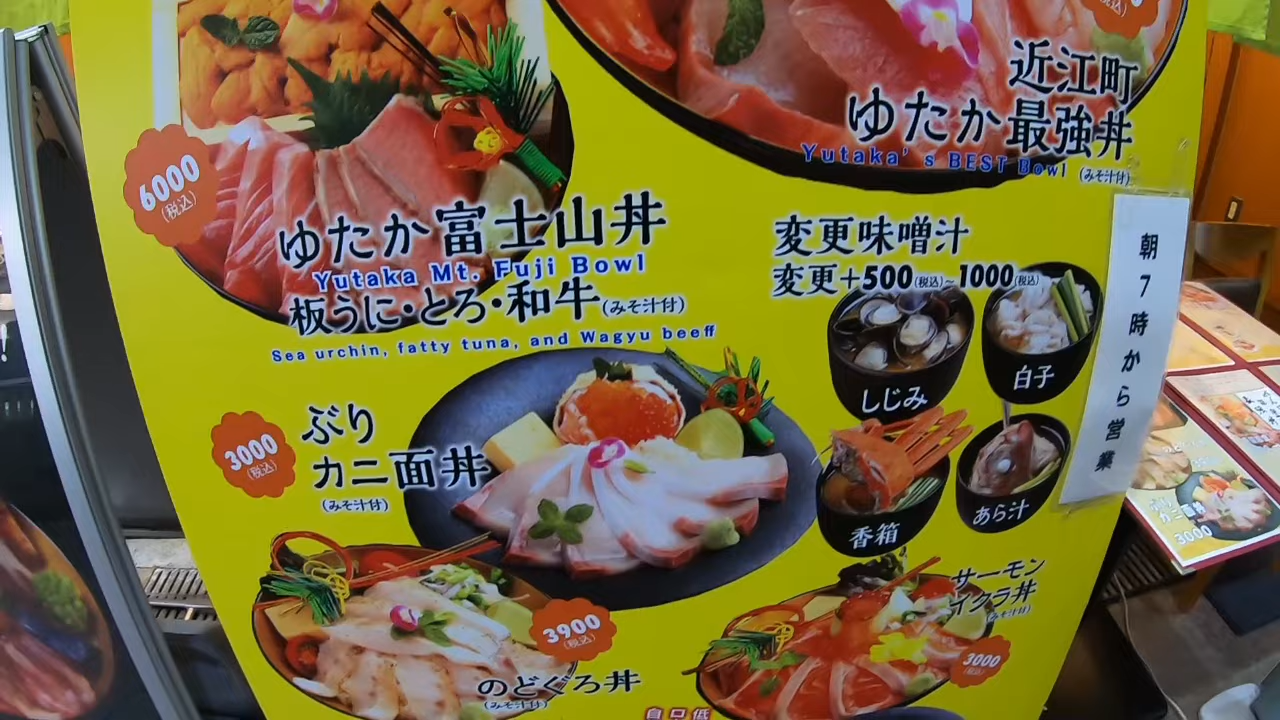 近江町
ゆたか最強丼
Yutaka's BEST Bowl (みそ汁付)
6000
(税込)
ゆたか富士山丼
Yutaka Mt. Fuji Bowl
板うに・とろ・和牛(みそ汁付)
Sea urchin, fatty tuna, and Wagyu beeff
変更味噌汁
変更+500(税込)~1000(税込)
しじみ
白子
香箱
あら汁
朝7時から営業
3000
(税込)
ぶり
カニ面丼
(みそ汁付)
3900
(税込)
のどぐろ丼
(みそ汁付)
サーモン
イクラ丼
(みそ汁付)
3000
(税込)
ぶり
カニ面丼
3000